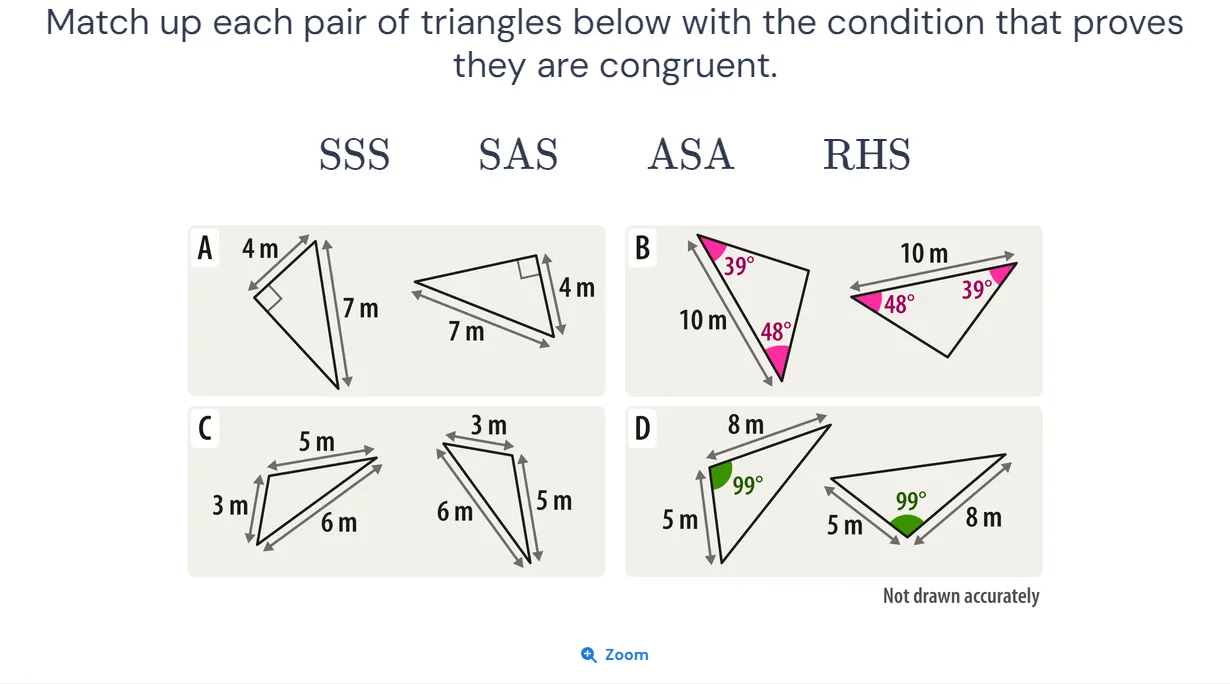 Match up each pair of triangles below with the condition that proves
they are congruent.
SSS SAS ASA RHS
A
4 m
7 m
4 m
7 m
B
39°
10 m
48°
10 m
48°
39°
C
5 m
3 m
6 m
3 m
6 m
5 m
D
8 m
99°
5 m
99°
5 m
8 m
Not drawn accurately
Zoom